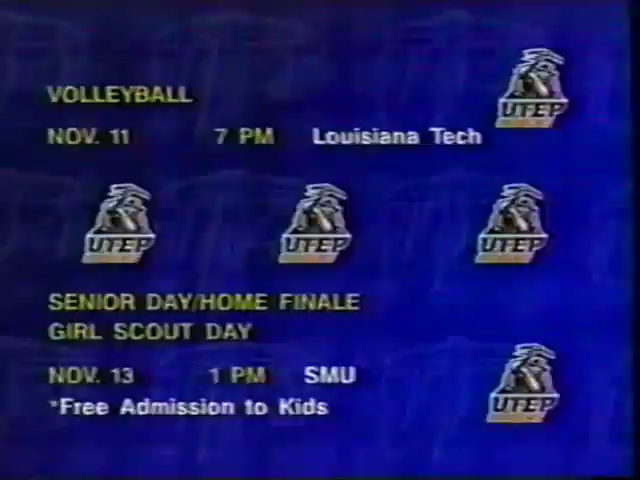 VOLLEYBALL
NOV. 11 7 PM Louisiana Tech
UTEP
UTEP UTEP UTEP
SENIOR DAY/HOME FINALE
GIRL SCOUT DAY
NOV. 13 1 PM SMU
*Free Admission to Kids
UTEP